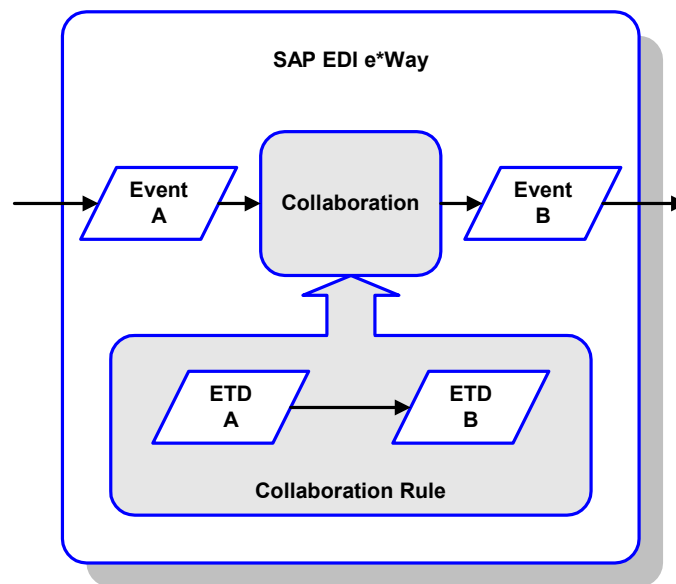 SAP EDI e*Way
Event
A
Collaboration
Event
B
ETD
A
ETD
B
Collaboration Rule